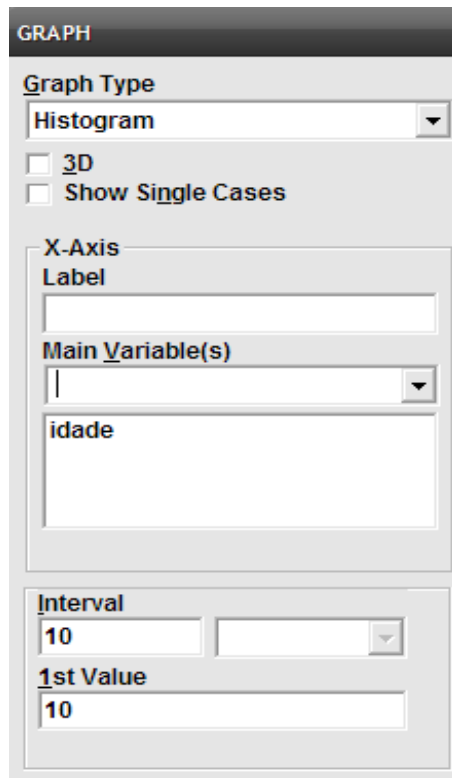 GRAPH
Graph Type
Histogram
3D
Show Single Cases
X-Axis
Label
Main Variable(s)
idade
Interval
10
1st Value
10